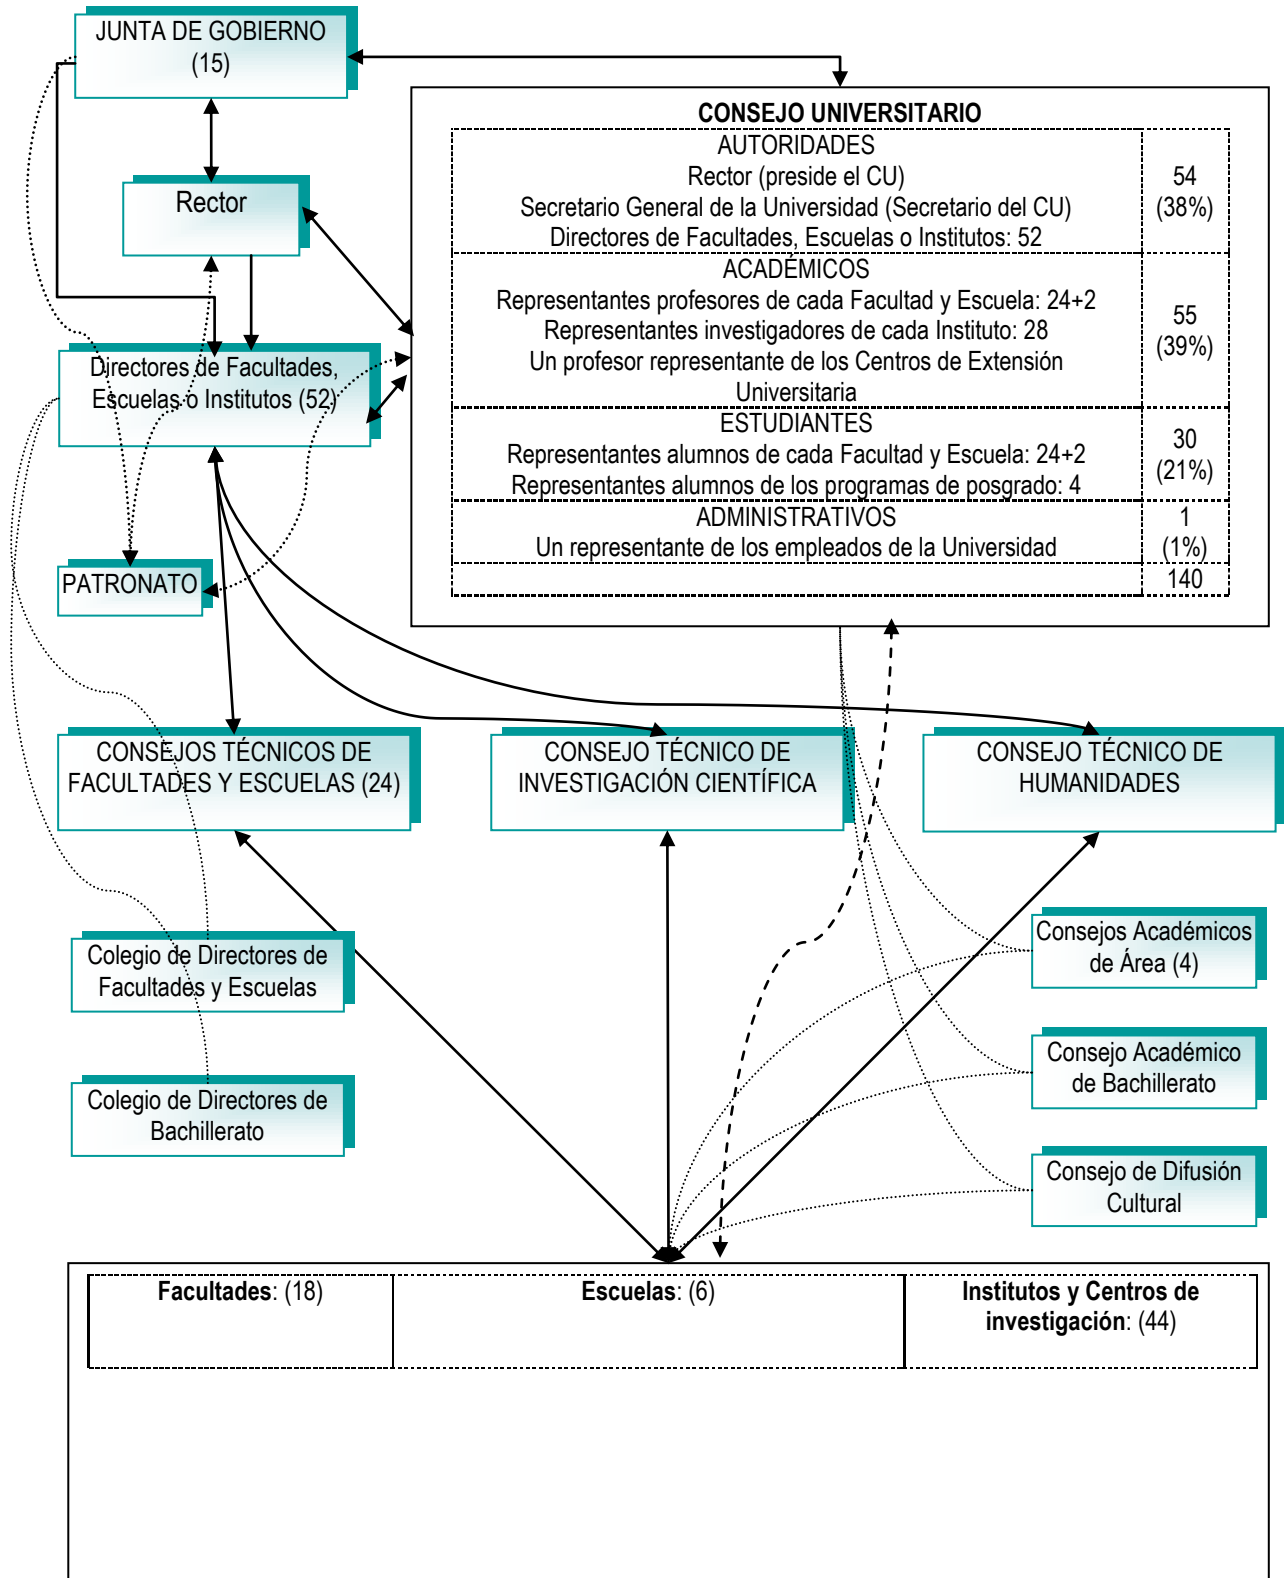 JUNTA DE GOBIERNO
(15)
CONSEJO UNIVERSITARIO
AUTORIDADES
Rector (preside el CU)
Secretario General de la Universidad (Secretario del CU)
Directores de Facultades, Escuelas o Institutos: 52
54
(38%)
ACADÉMICOS
Representantes profesores de cada Facultad y Escuela: 24+2
Representantes investigadores de cada Instituto: 28
Un profesor representante de los Centros de Extensión
Universitaria
55
(39%)
ESTUDIANTES
Representantes alumnos de cada Facultad y Escuela: 24+2
Representantes alumnos de los programas de posgrado: 4
30
(21%)
ADMINISTRATIVOS
Un representante de los empleados de la Universidad
1
(1%)
140
Rector
Directores de Facultades,
Escuelas o Institutos (52)
PATRONATO
CONSEJOS TÉCNICOS DE
FACULTADES Y ESCUELAS (24)
CONSEJO TÉCNICO DE
INVESTIGACIÓN CIENTÍFICA
CONSEJO TÉCNICO DE
HUMANIDADES
Colegio de Directores de
Facultades y Escuelas
Colegio de Directores de
Bachillerato
Consejos Académicos
de Área (4)
Consejo Académico
de Bachillerato
Consejo de Difusión
Cultural
Facultades: (18)
Escuelas: (6)
Institutos y Centros de
investigación: (44)